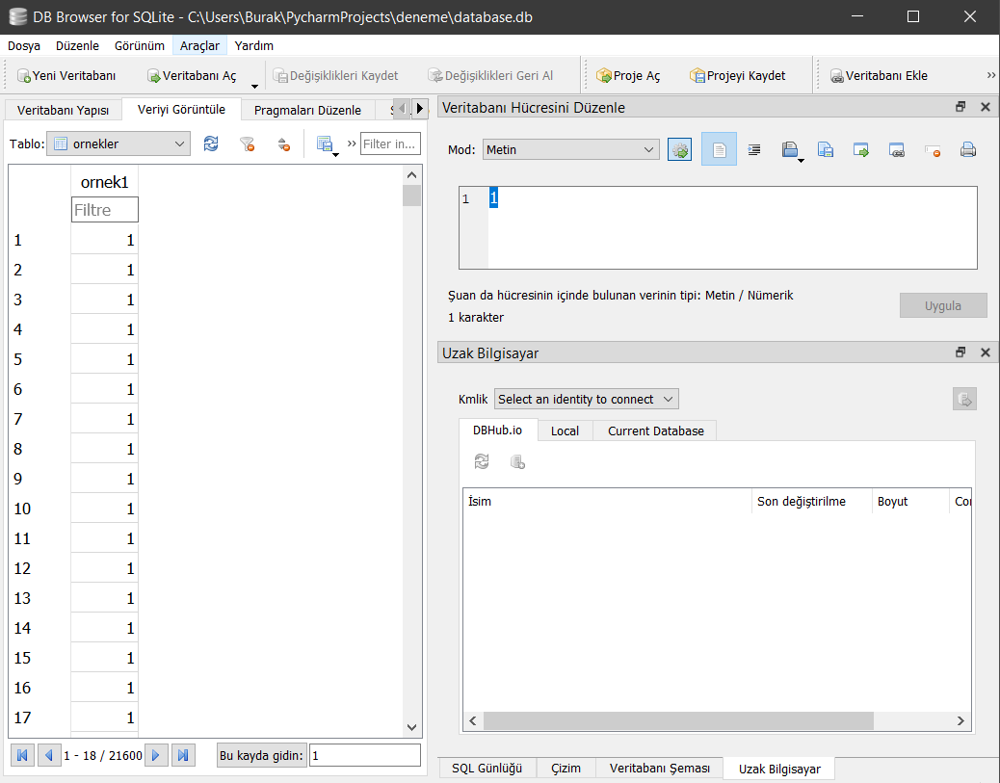 DB Browser for SQLite - C:\Users\Burak\PycharmProjects\deneme\database.db
Dosya Düzenle Görünüm Araçlar Yardım
Yeni Veritabanı Veritabanı Aç Değişiklikleri Kaydet Değişiklikleri Geri Al Proje Aç Projeyi Kaydet Veritabanı Ekle »
Veritabanı Yapısı Veriyi Görüntüle Pragmaları Düzenle
Tablo: ornekler » Filter in...
ornek1
Filtre
1 1
2 1
3 1
4 1
5 1
6 1
7 1
8 1
9 1
10 1
11 1
12 1
13 1
14 1
15 1
16 1
17 1
1 - 18 / 21600 Bu kayda gidin: 1
Veritabanı Hücresini Düzenle
Mod: Metin
1 1
Şuan da hücresinin içinde bulunan verinin tipi: Metin / Nümerik
1 karakter
Uygula
Uzak Bilgisayar
Kmlik Select an identity to connect
DBHub.io Local Current Database
İsim Son değiştirilme Boyut
SQL Günlüğü Çizim Veritabanı Şeması Uzak Bilgisayar